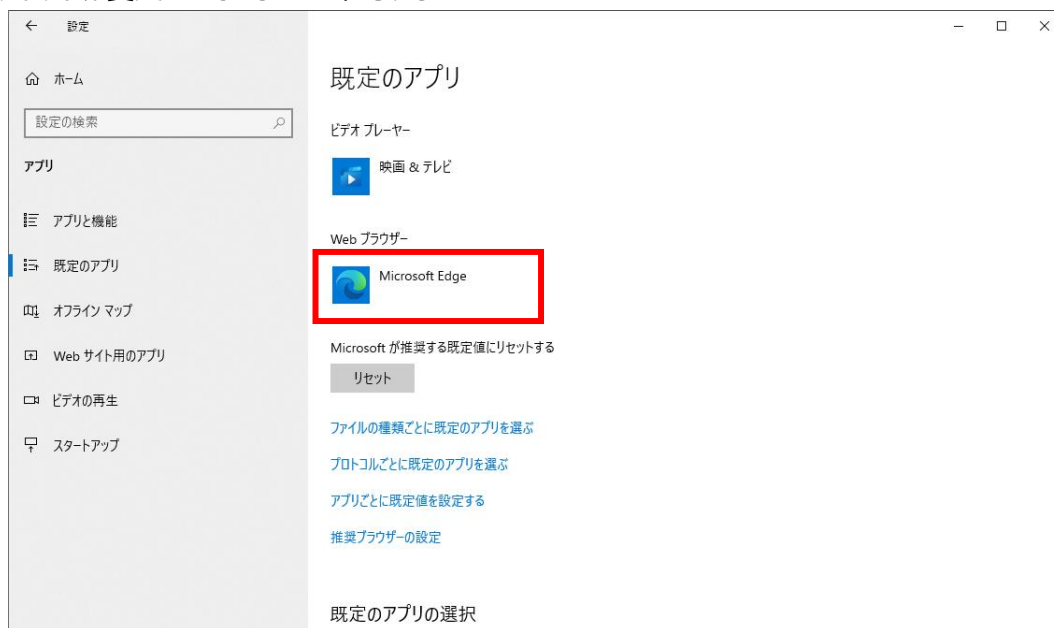 設定
ホーム
設定の検索
アプリ
アプリと機能
既定のアプリ
オフライン マップ
Web サイト用のアプリ
ビデオの再生
スタートアップ
既定のアプリ
ビデオ プレーヤー
映画 & テレビ
Web ブラウザー
Microsoft Edge
Microsoft が推奨する既定値にリセットする
リセット
ファイルの種類ごとに既定のアプリを選ぶ
プロトコルごとに既定のアプリを選ぶ
アプリごとに既定値を設定する
推奨ブラウザーの設定
既定のアプリの選択